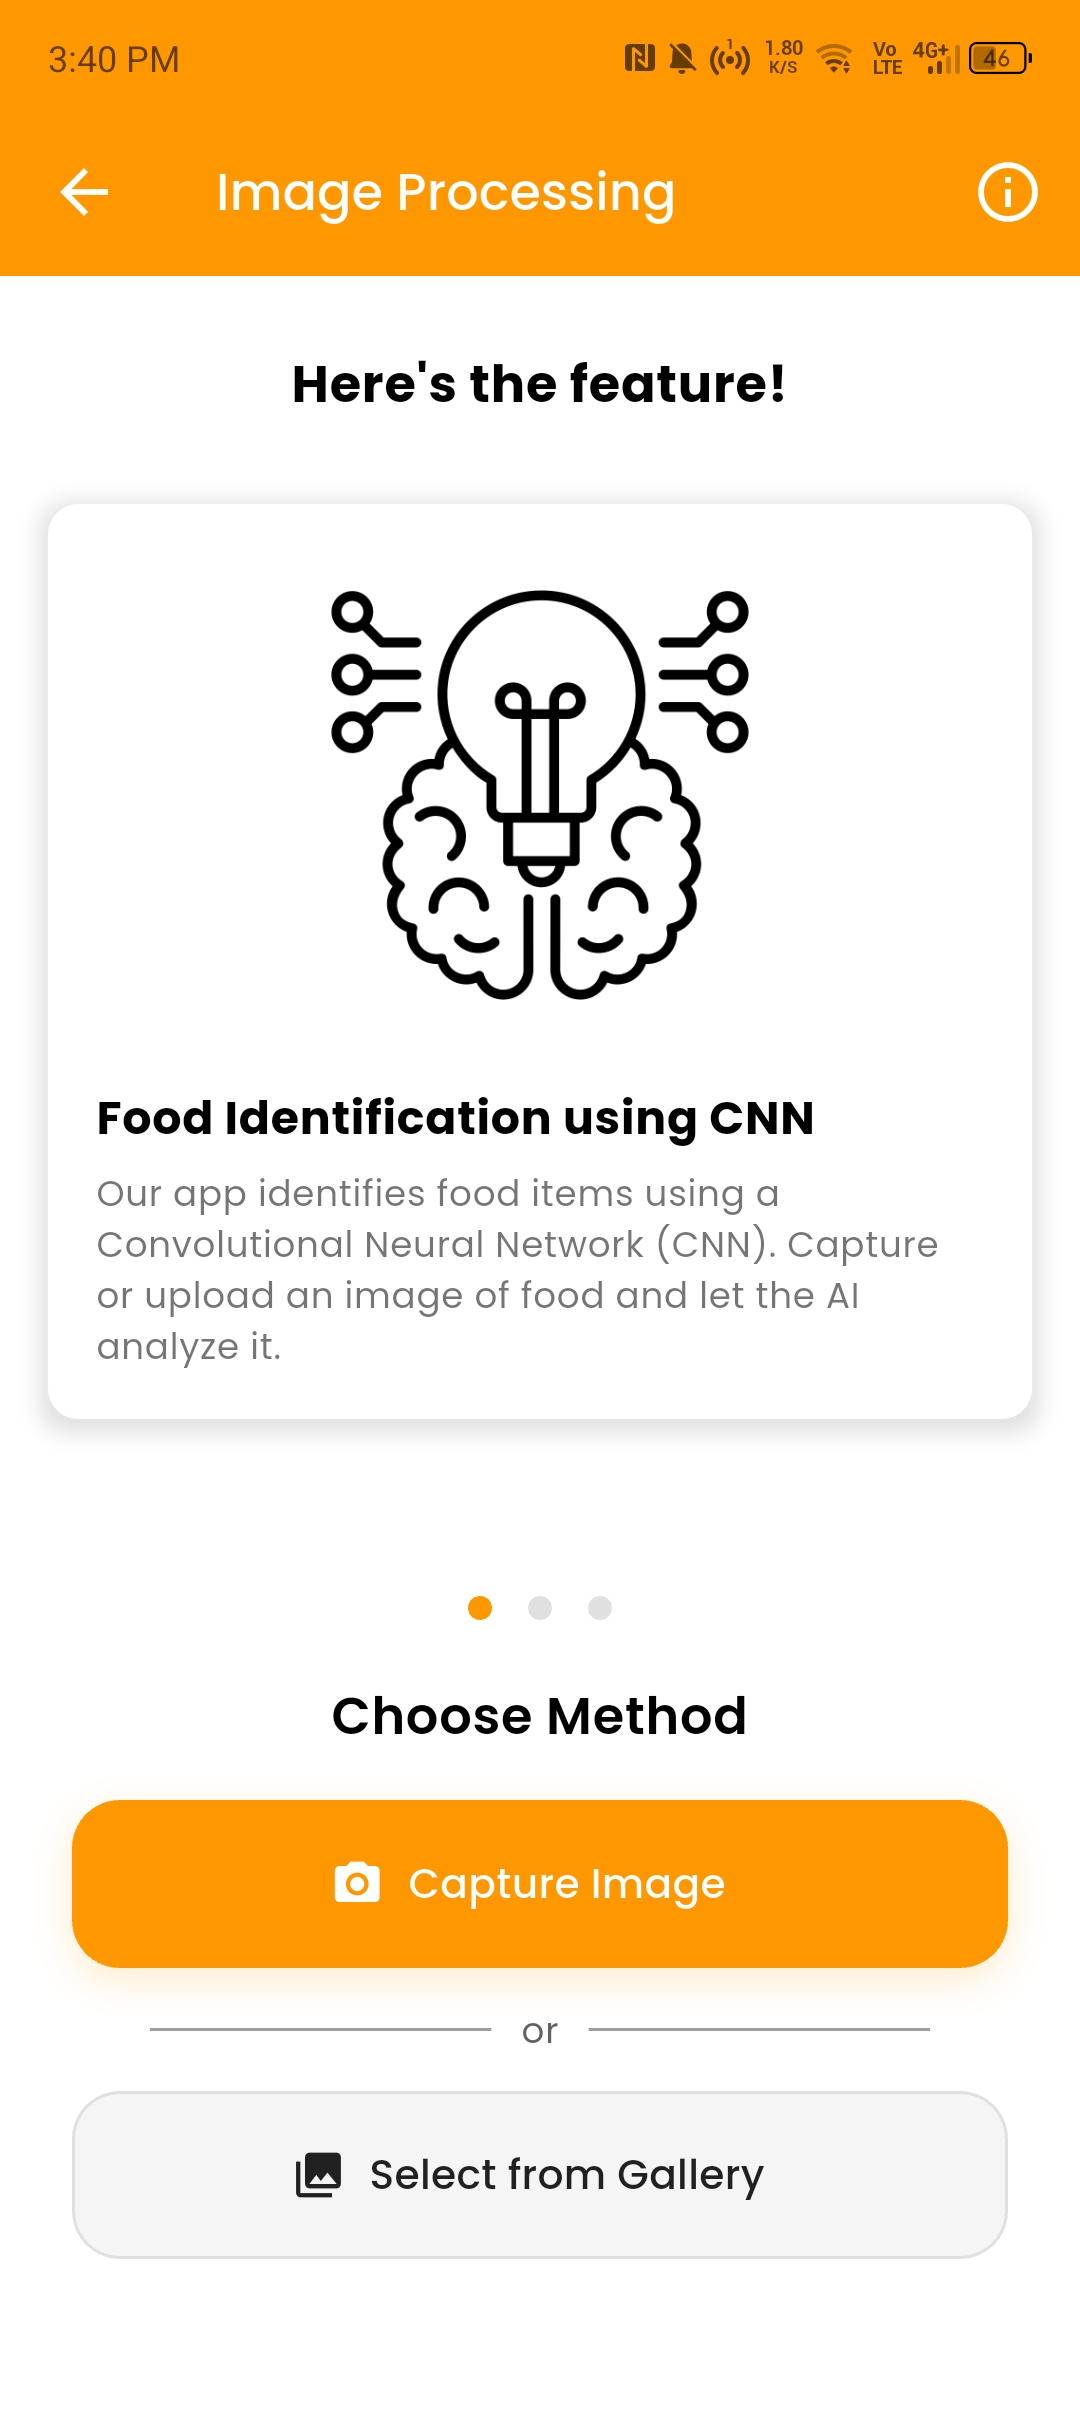 3:40 PM
1
1.80
K/S
Vo
LTE
4G+
46
Image Processing
Here's the feature!
Food Identification using CNN
Our app identifies food items using a
Convolutional Neural Network (CNN). Capture
or upload an image of food and let the AI
analyze it.
Choose Method
Capture Image
or
Select from Gallery